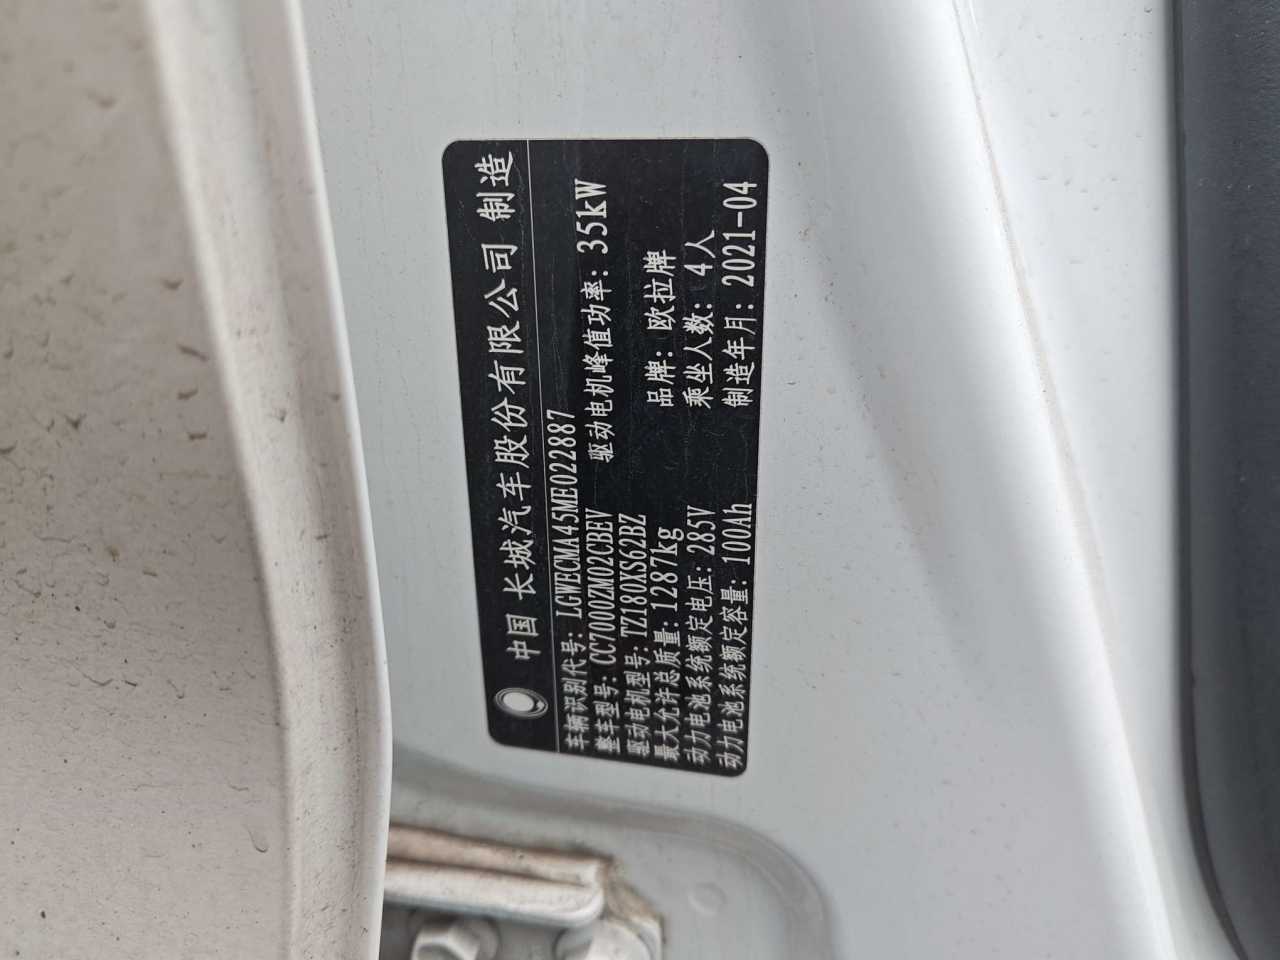 中国 长城汽车股份有限公司 制造
车辆识别代号: LGWECMA45ME022887
整车型号: CC7000ZM02CBEV 驱动电机峰值功率: 35kW
驱动电机型号: TZ180XS62BZ
最大允许总质量: 1287kg 品牌: 欧拉牌
动力电池系统额定电压: 285V 乘坐人数: 4人
动力电池系统额定容量: 100Ah 制造年月: 2021-04